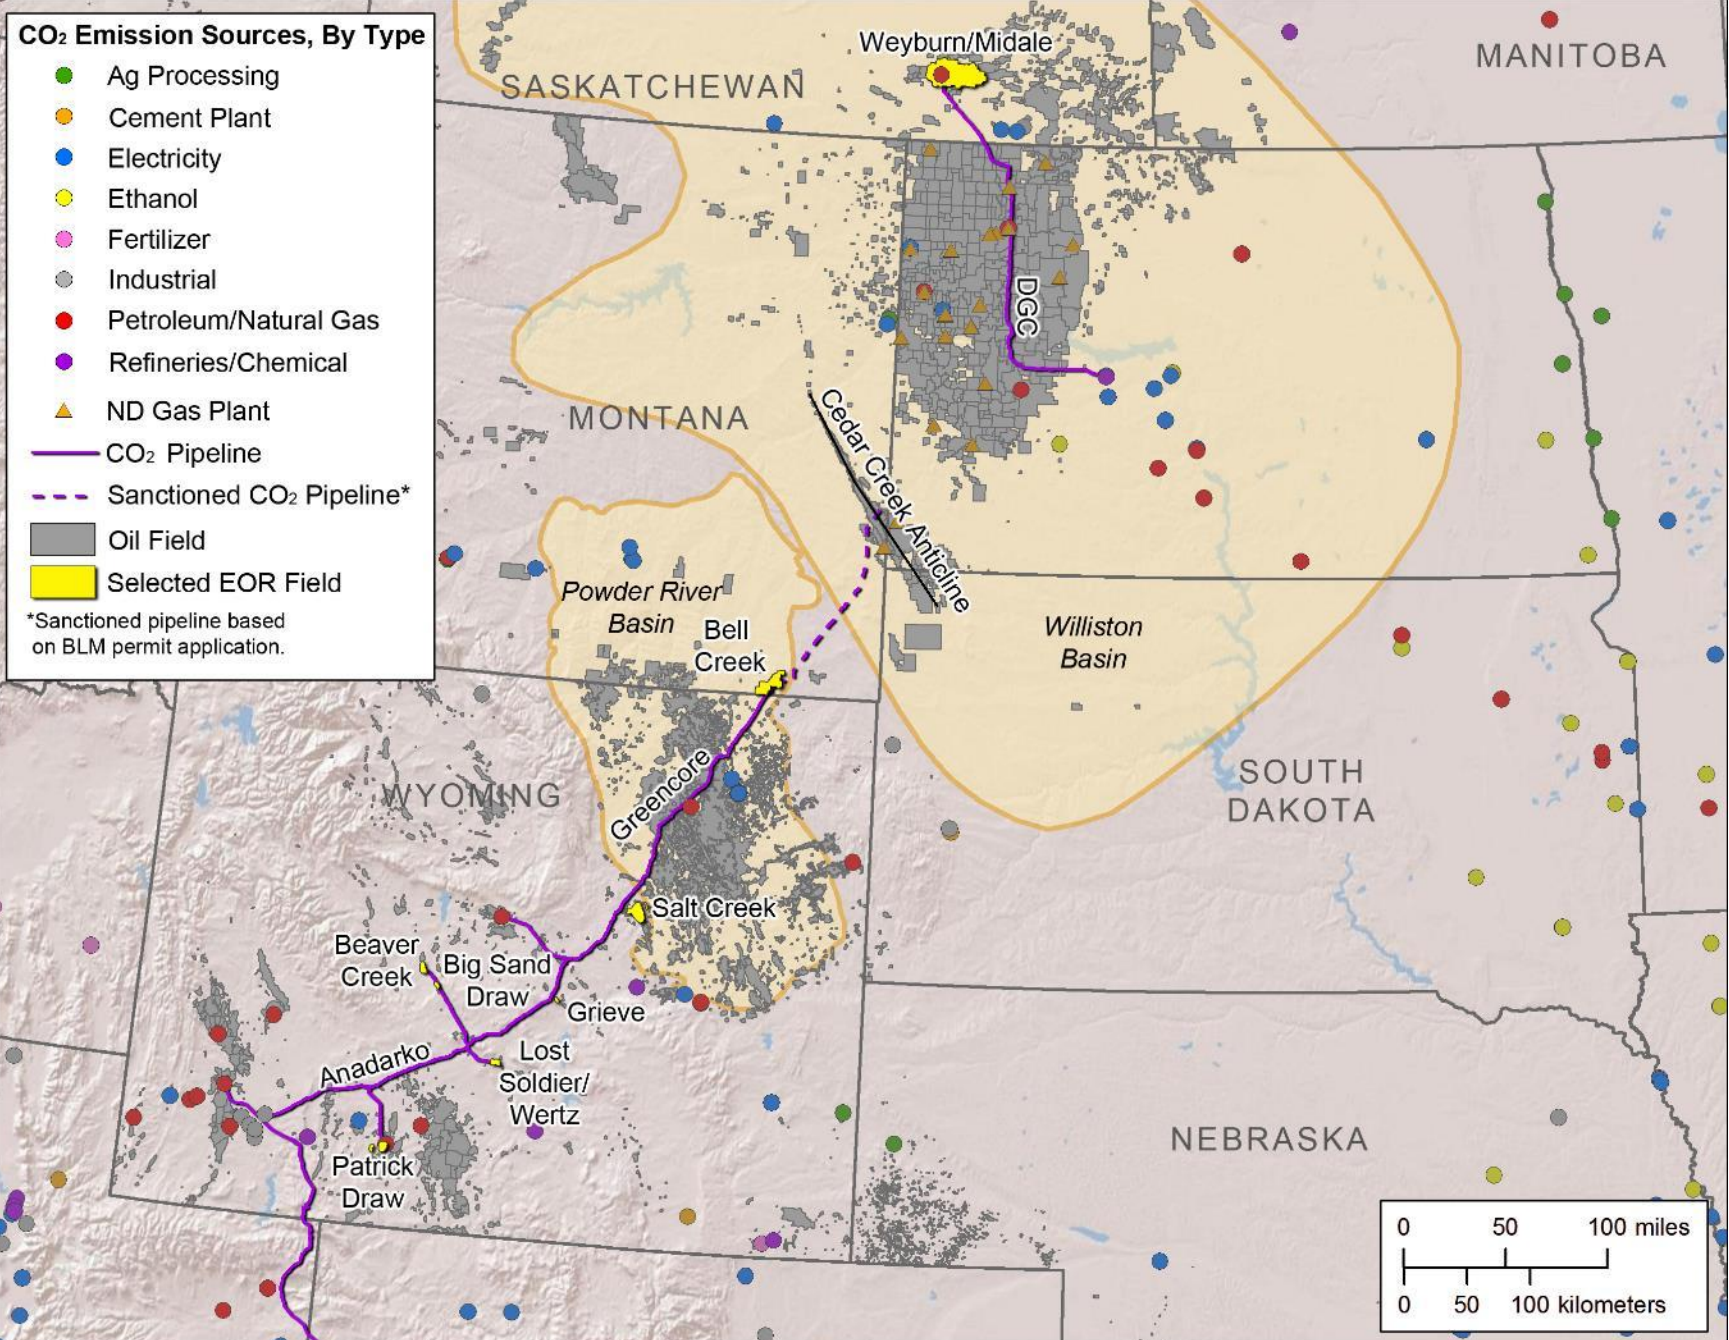 CO₂ Emission Sources, By Type
Ag Processing
Cement Plant
Electricity
Ethanol
Fertilizer
Industrial
Petroleum/Natural Gas
Refineries/Chemical
ND Gas Plant
CO₂ Pipeline
Sanctioned CO₂ Pipeline*
Oil Field
Selected EOR Field
*Sanctioned pipeline based
on BLM permit application.
Weyburn/Midale
SASKATCHEWAN
MANITOBA
DGC
MONTANA
Cedar Creek Anticline
Powder River
Basin
Bell
Creek
Williston
Basin
WYOMING
Greencore
SOUTH
DAKOTA
Salt Creek
Beaver
Creek
Big Sand
Draw
Grieve
Anadarko
Lost
Soldier/
Wertz
Patrick
Draw
NEBRASKA
0 50 100 miles
0 50 100 kilometers